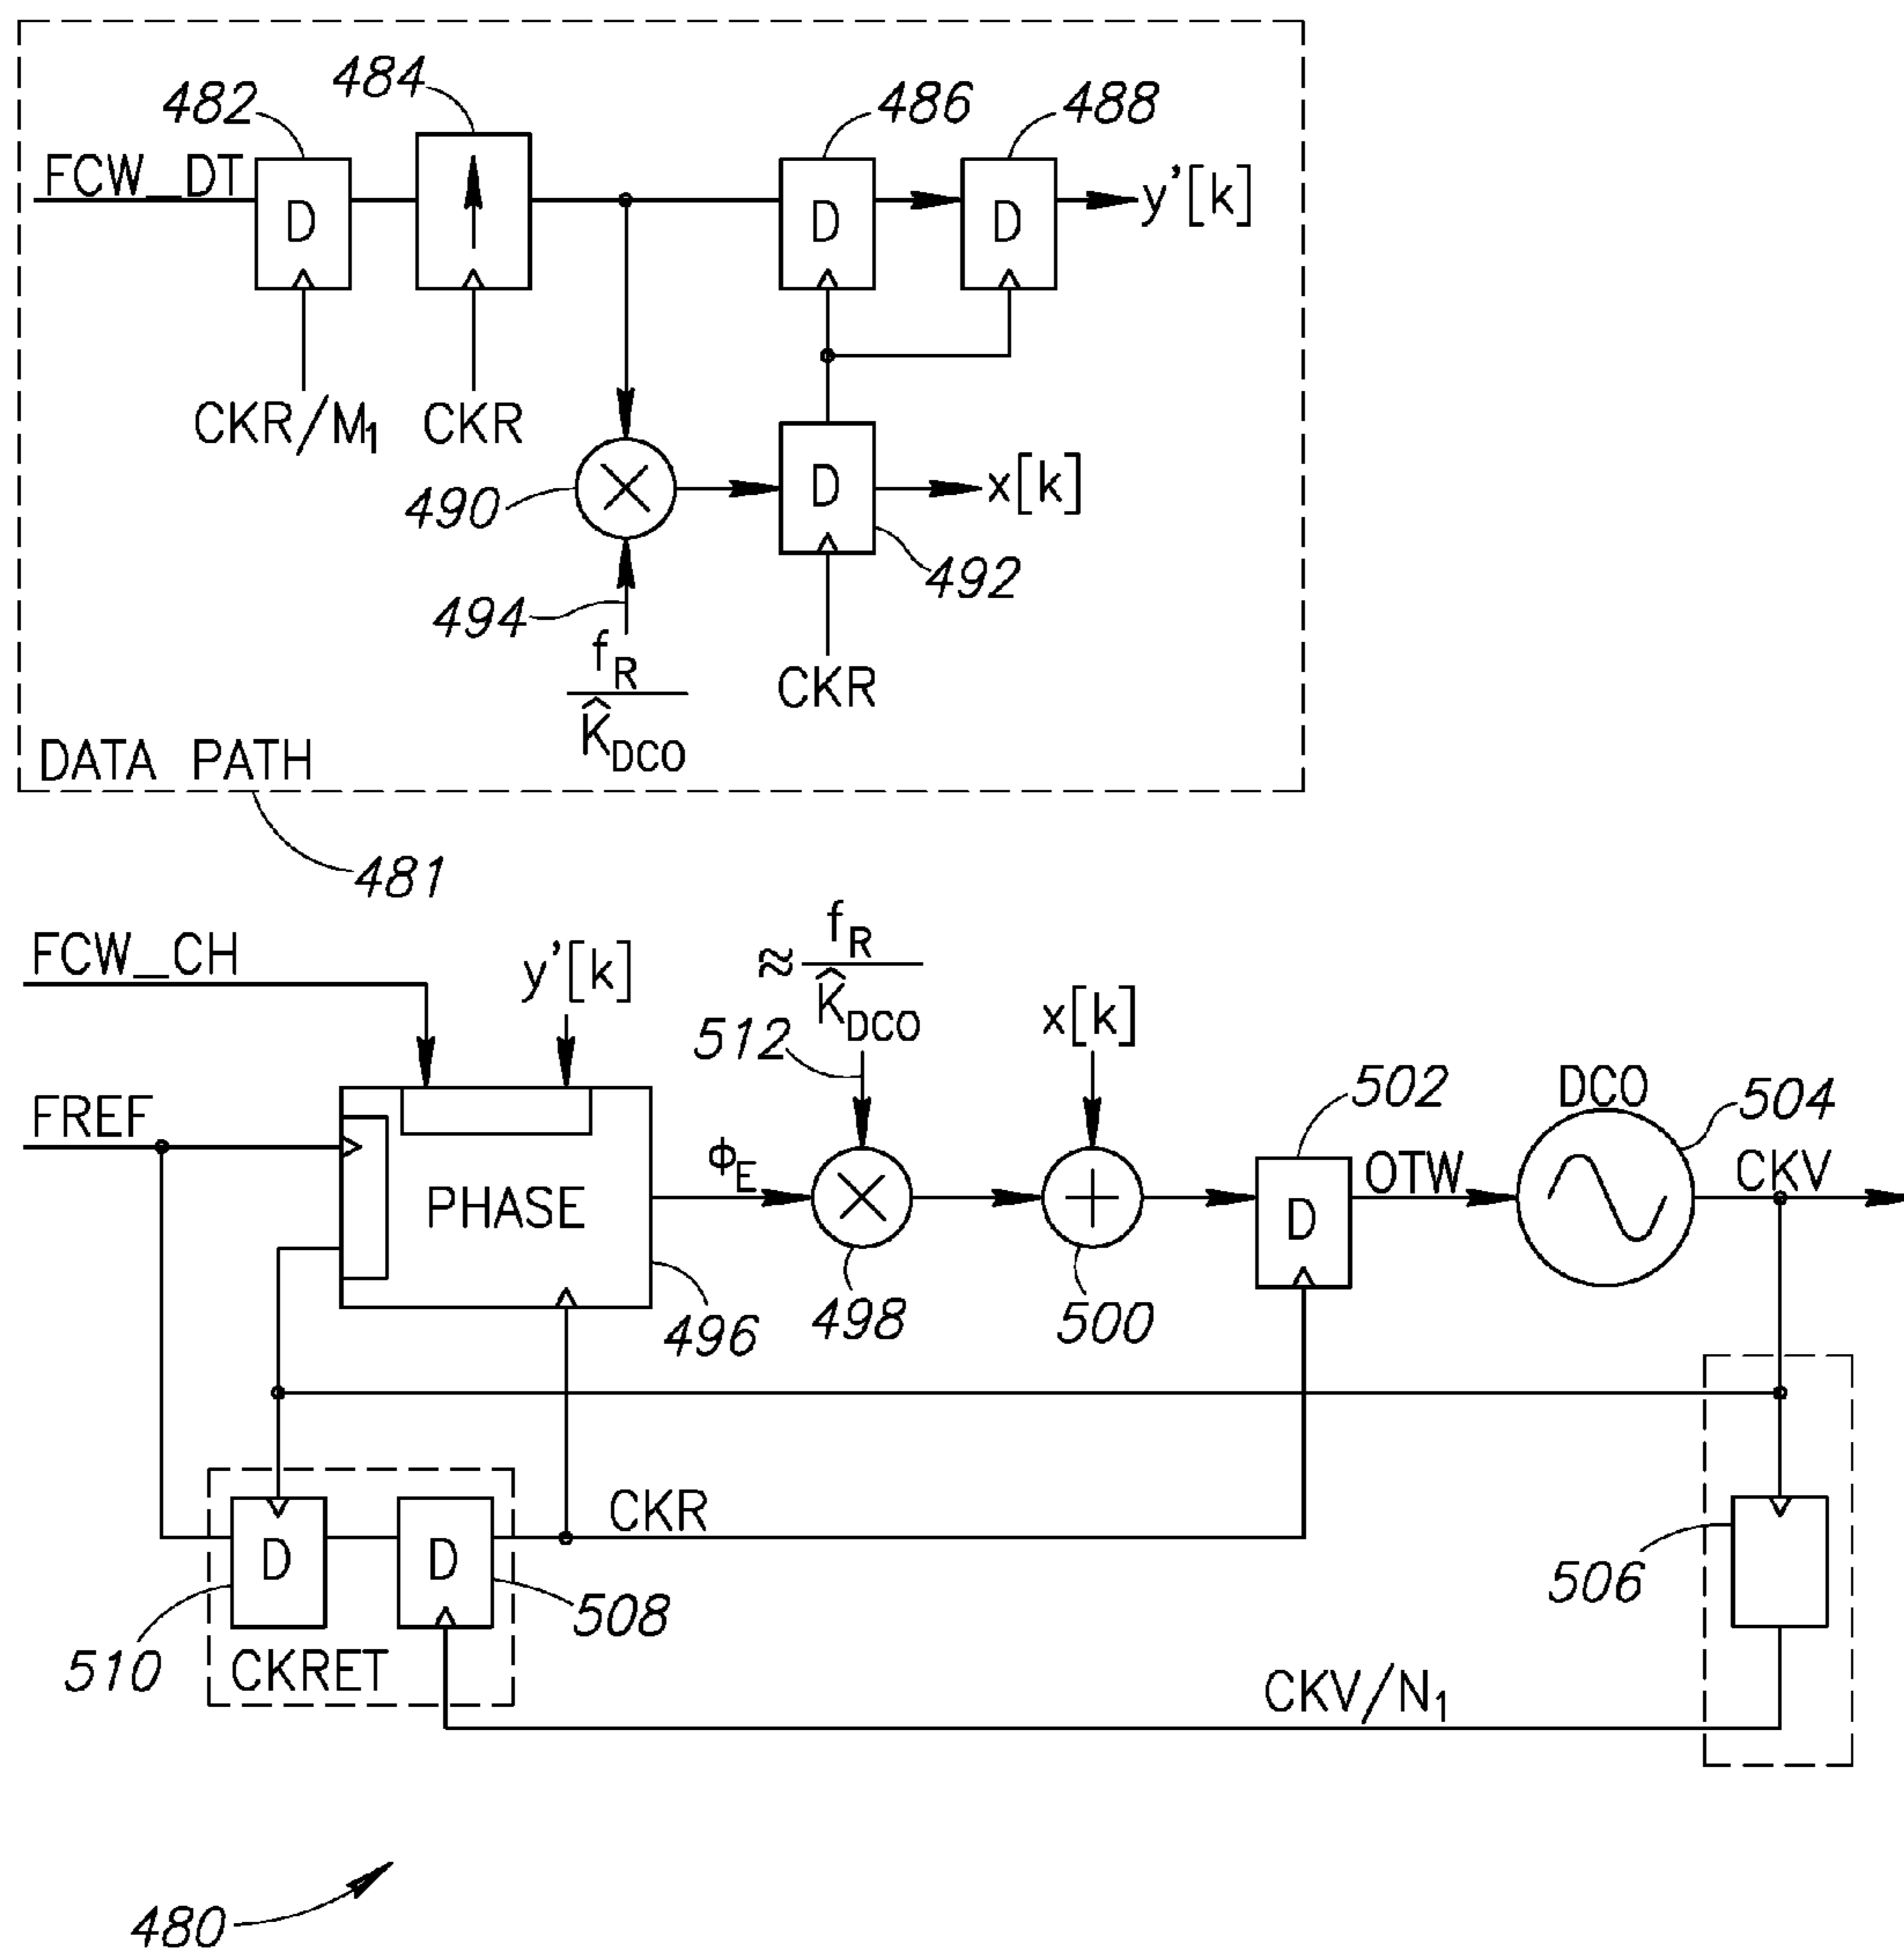 484
482
486
488
FCW_DT
D
D
D
y'[k]
CKR/M1
CKR
490
D
x[k]
494
492
fR
K̂DCO
CKR
DATA PATH
481
FCW_CH
y'[k]
≈ fR
K̂DCO
512
x[k]
FREF
502
DCO
504
PHASE
ΦE
D
OTW
CKV
496
498
500
CKR
D
D
506
510
508
CKRET
CKV/N1
480